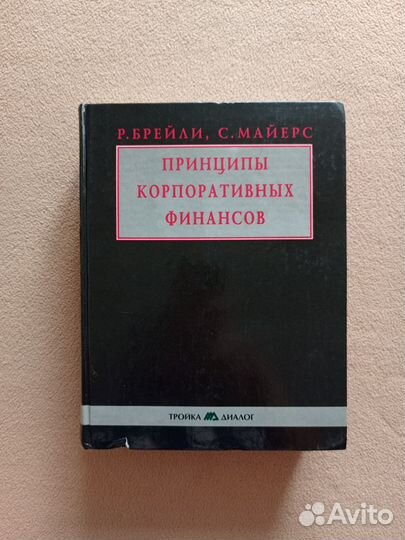 Р. БРЕЙЛИ, С. МАЙЕРС
ПРИНЦИПЫ
КОРПОРАТИВНЫХ
ФИНАНСОВ
ТРОЙКА ДИАЛОГ
Avito